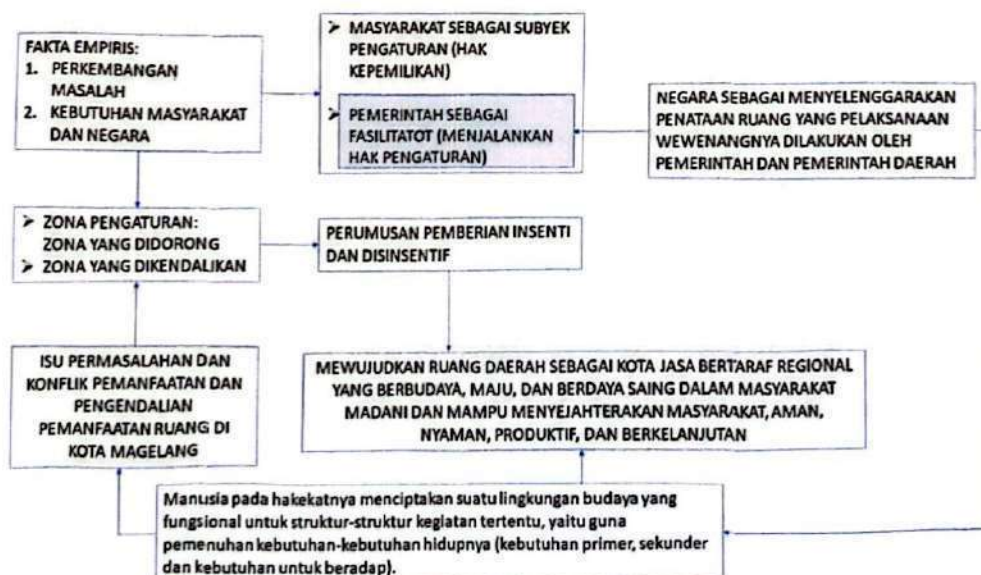 FAKTA EMPIRIS:
1. PERKEMBANGAN
MASALAH
2. KEBUTUHAN MASYARAKAT
DAN NEGARA
➢ MASYARAKAT SEBAGAI SUBYEK
PENGATURAN (HAK
KEPEMILIKAN)
➢ PEMERINTAH SEBAGAI
FASILITATOT (MENJALANKAN
HAK PENGATURAN)
NEGARA SEBAGAI MENYELENGGARAKAN
PENATAAN RUANG YANG PELAKSANAAN
WEWENANGNYA DILAKUKAN OLEH
PEMERINTAH DAN PEMERINTAH DAERAH
➢ ZONA PENGATURAN:
ZONA YANG DIDORONG
➢ ZONA YANG DIKENDALIKAN
PERUMUSAN PEMBERIAN INSENTI
DAN DISINSENTIF
ISU PERMASALAHAN DAN
KONFLIK PEMANFAATAN DAN
PENGENDALIAN
PEMANFAATAN RUANG DI
KOTA MAGELANG
MEWUJUDKAN RUANG DAERAH SEBAGAI KOTA JASA BERTARAF REGIONAL
YANG BERBUDAYA, MAJU, DAN BERDAYA SAING DALAM MASYARAKAT
MADANI DAN MAMPU MENYEJAHTERAKAN MASYARAKAT, AMAN,
NYAMAN, PRODUKTIF, DAN BERKELANJUTAN
Manusia pada hakekatnya menciptakan suatu lingkungan budaya yang
fungsional untuk struktur-struktur kegiatan tertentu, yaitu guna
pemenuhan kebutuhan-kebutuhan hidupnya (kebutuhan primer, sekunder
dan kebutuhan untuk beradap).